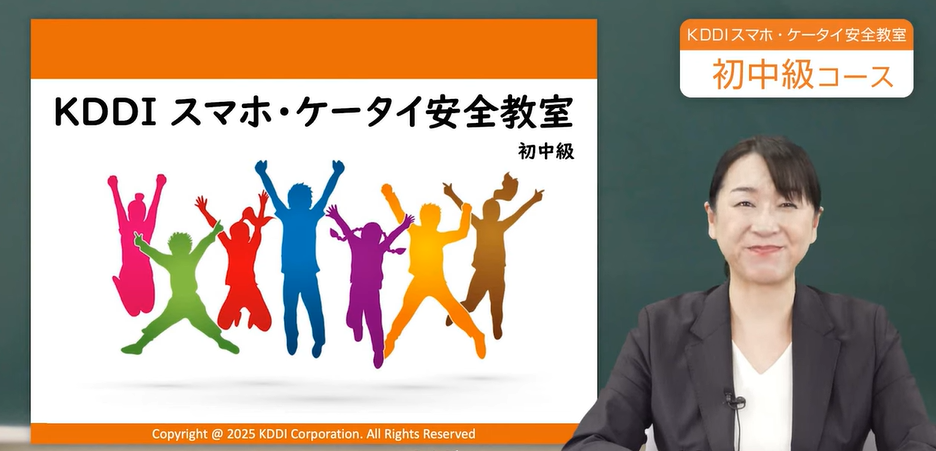 KDDI スマホ・ケータイ安全教室
初中級
Copyright @ 2025 KDDI Corporation. All Rights Reserved
KDDIスマホ・ケータイ安全教室
初中級コース